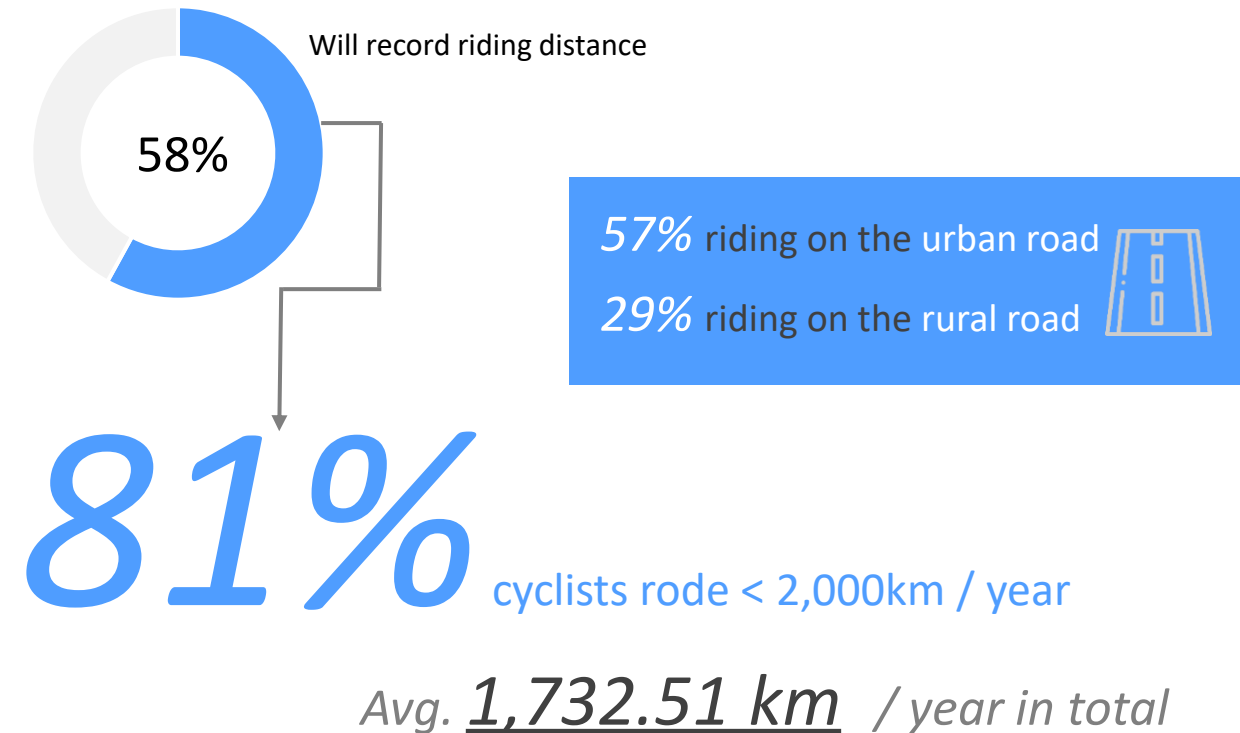 Will record riding distance
58%
57% riding on the urban road
29% riding on the rural road
81% cyclists rode < 2,000km / year
Avg. 1,732.51 km / year in total